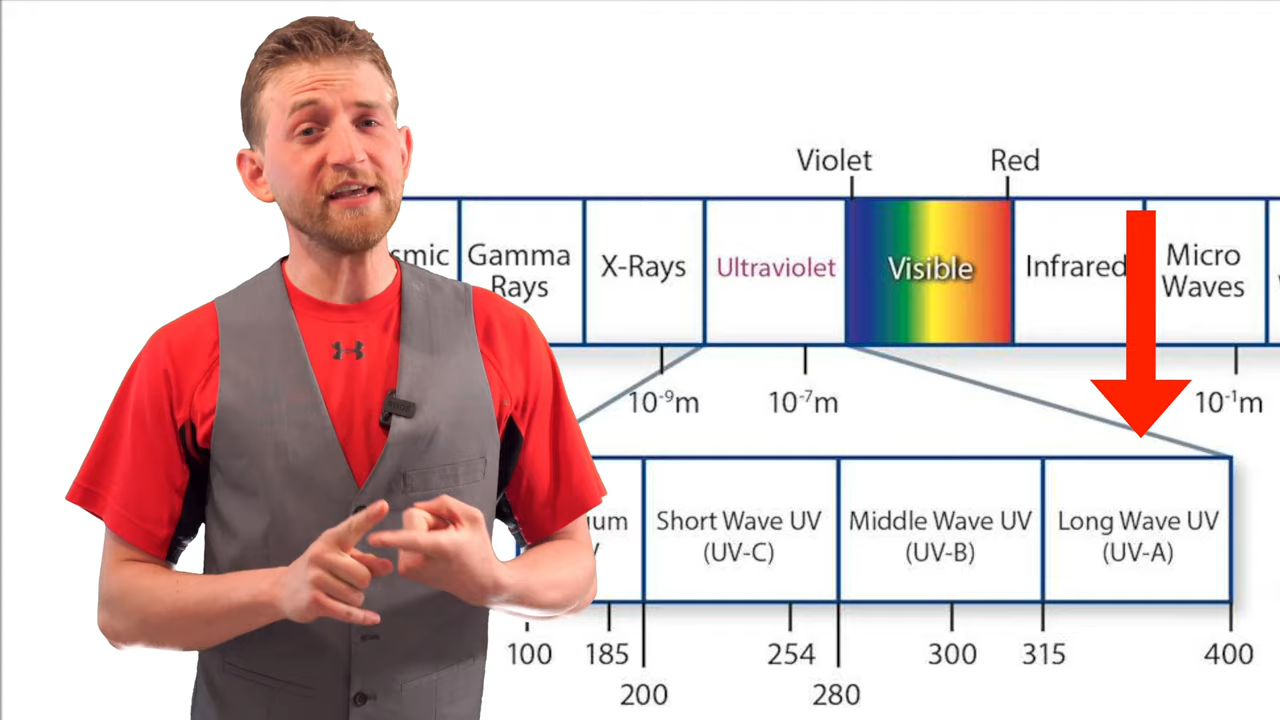 Violet Red
smic Gamma Rays X-Rays Ultraviolet Visible Infrared Micro Waves
10-9m 10-7m 10-1m
Short Wave UV (UV-C) Middle Wave UV (UV-B) Long Wave UV (UV-A)
100 185 254 300 315 400
200 280